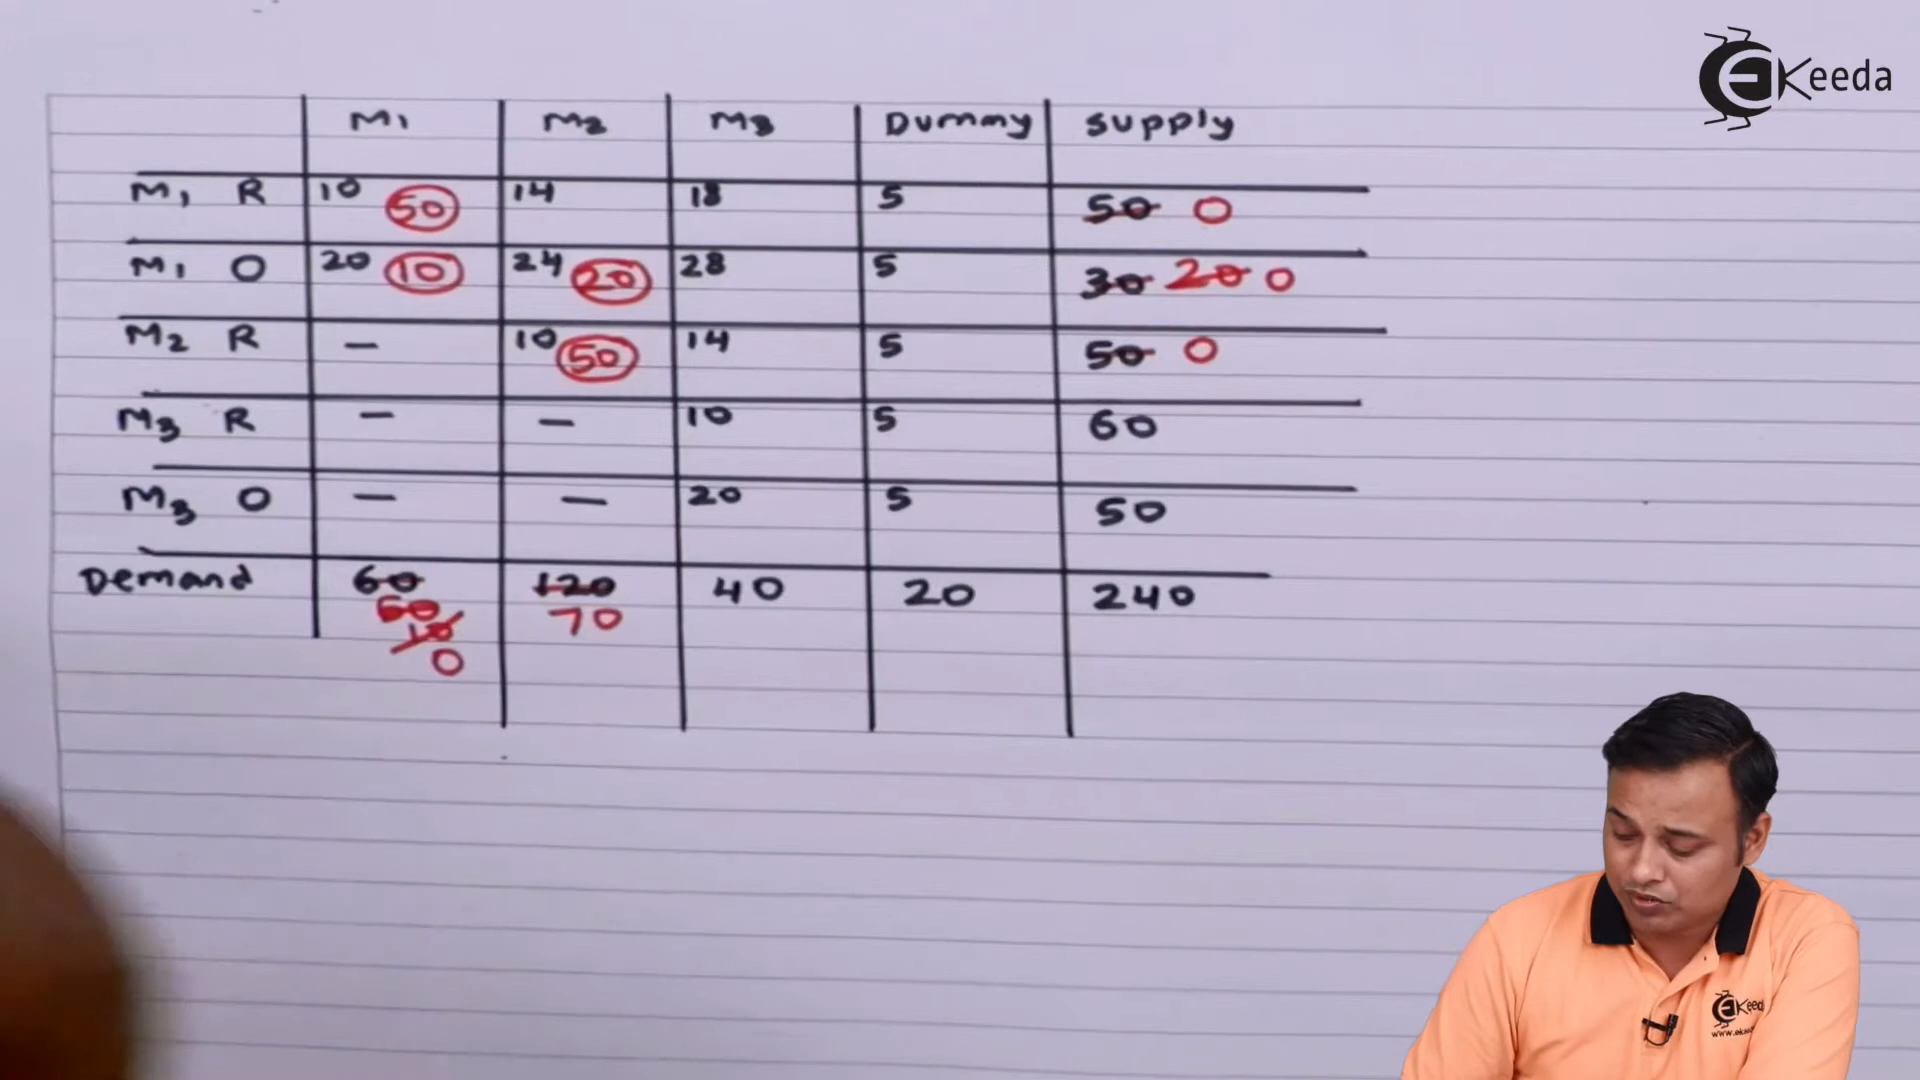 EKeeda
M1 M2 M3 Dummy supply
M1 R 10 50 14 18 5 50 0
M1 O 20 10 24 20 28 5 30 20 0
M2 R – 10 50 14 5 50 0
M3 R – – 10 5 60
M3 O – – 20 5 50
Demand 60 120 40 20 240
60 70
10
0
EKeeda